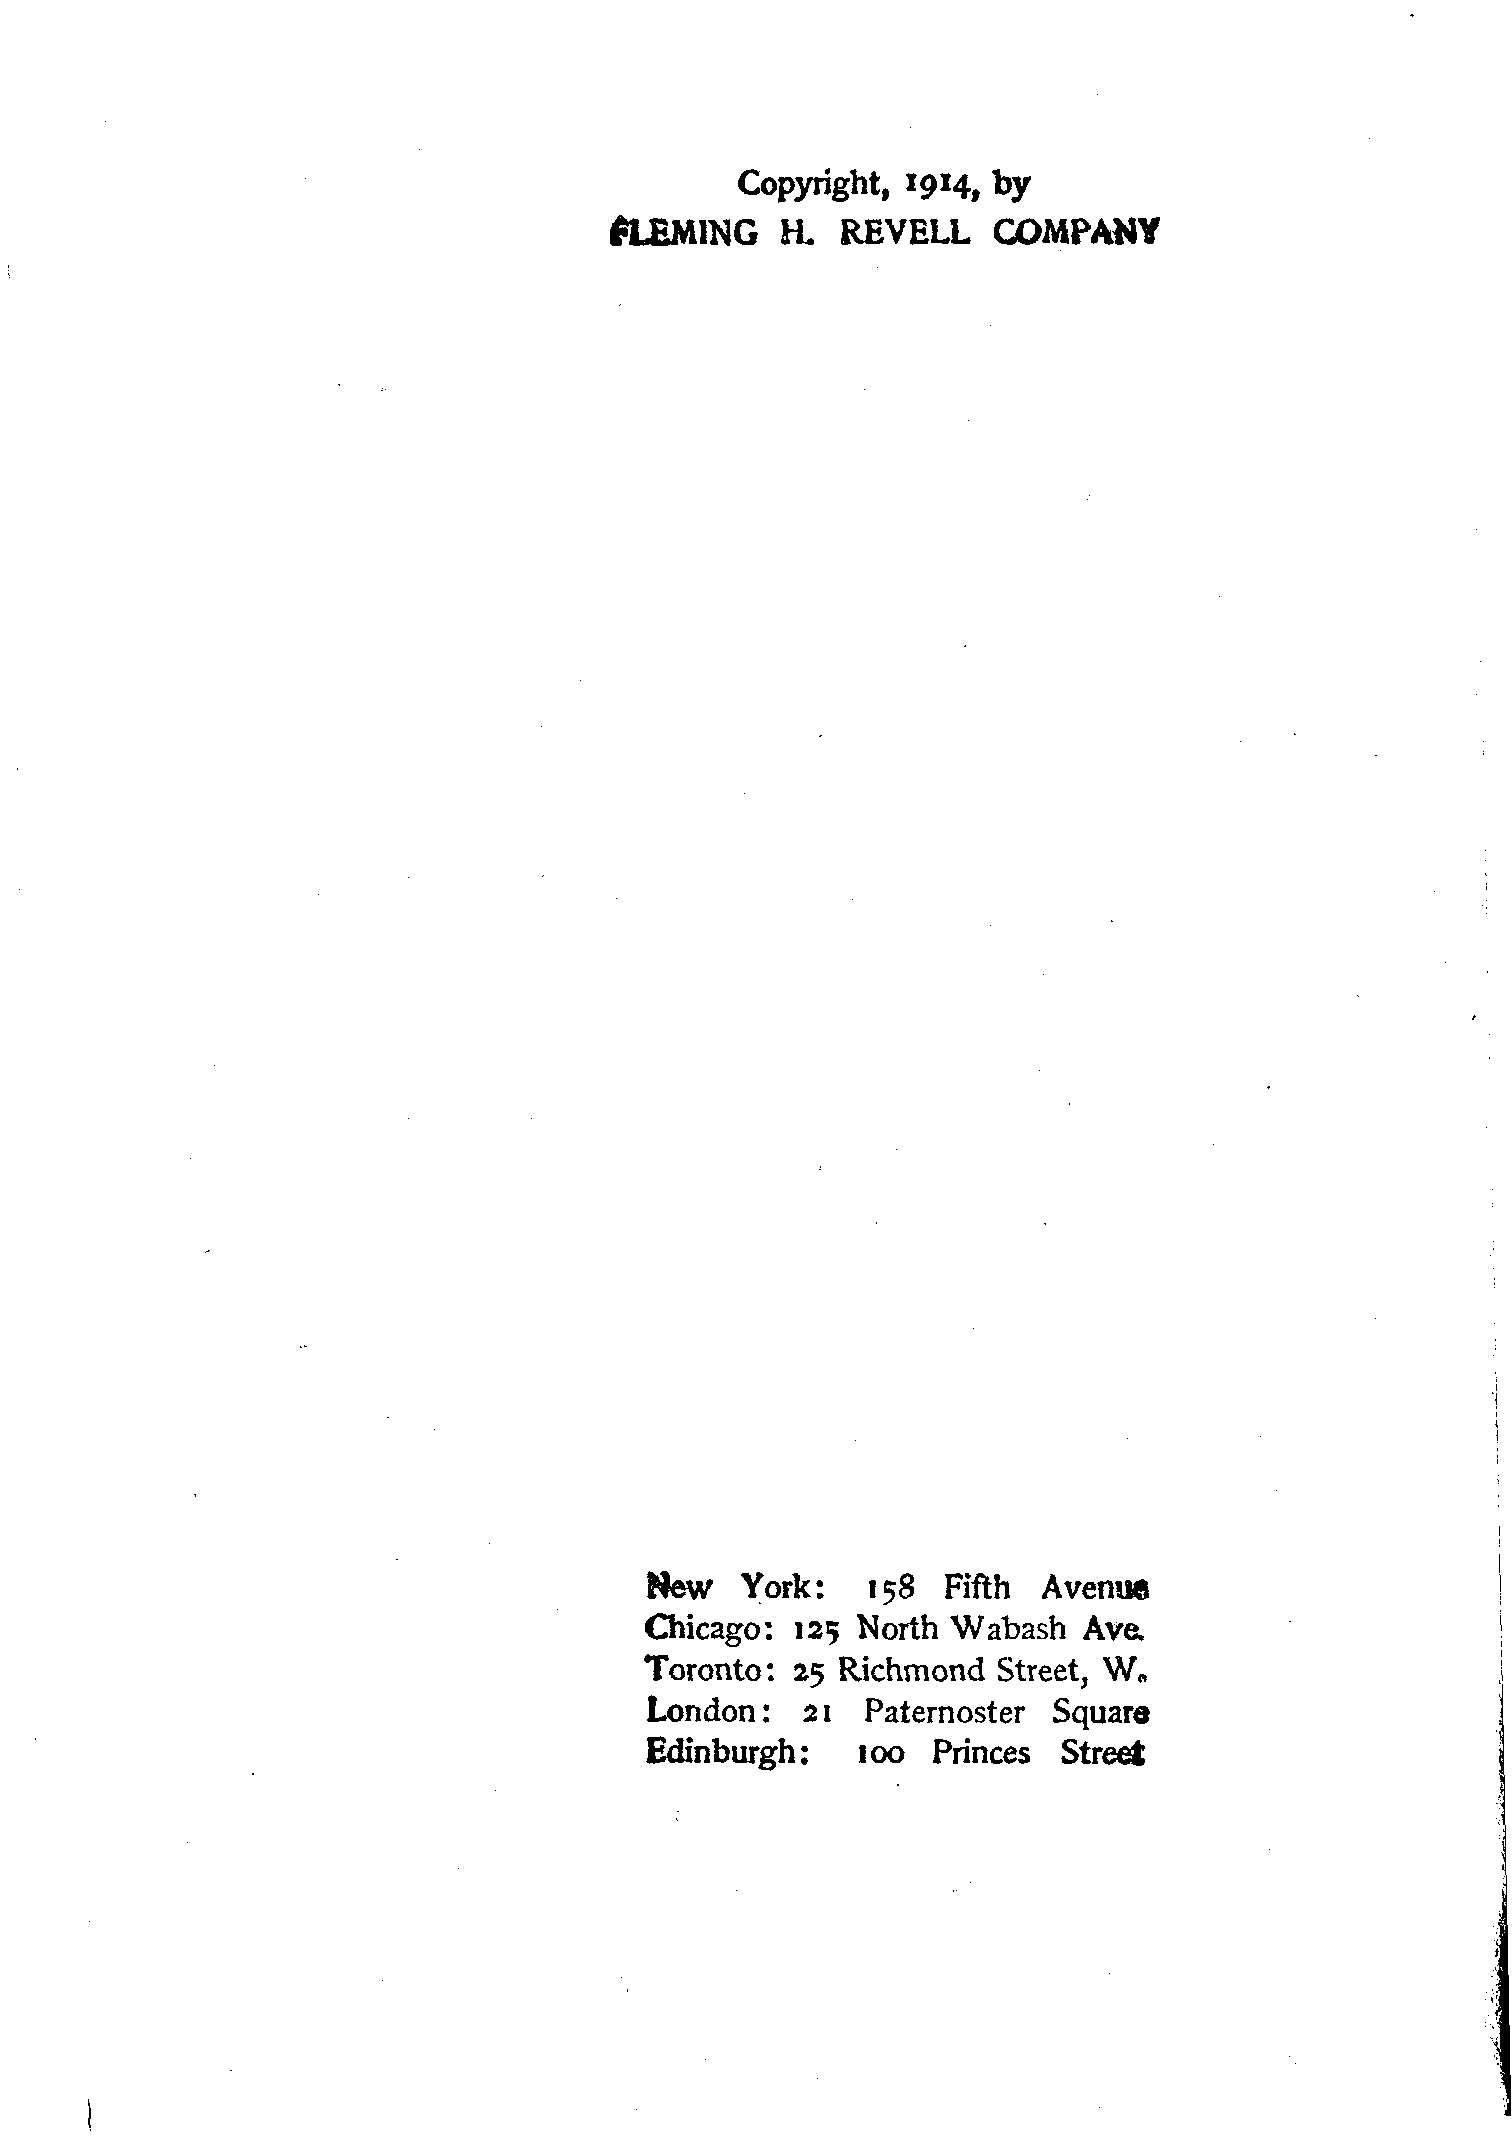 Copyright, 1914, by
FLEMING H. REVELL COMPANY
New York: 158 Fifth Avenue
Chicago: 125 North Wabash Ave.
Toronto: 25 Richmond Street, W.
London: 21 Paternoster Square
Edinburgh: 100 Princes Street